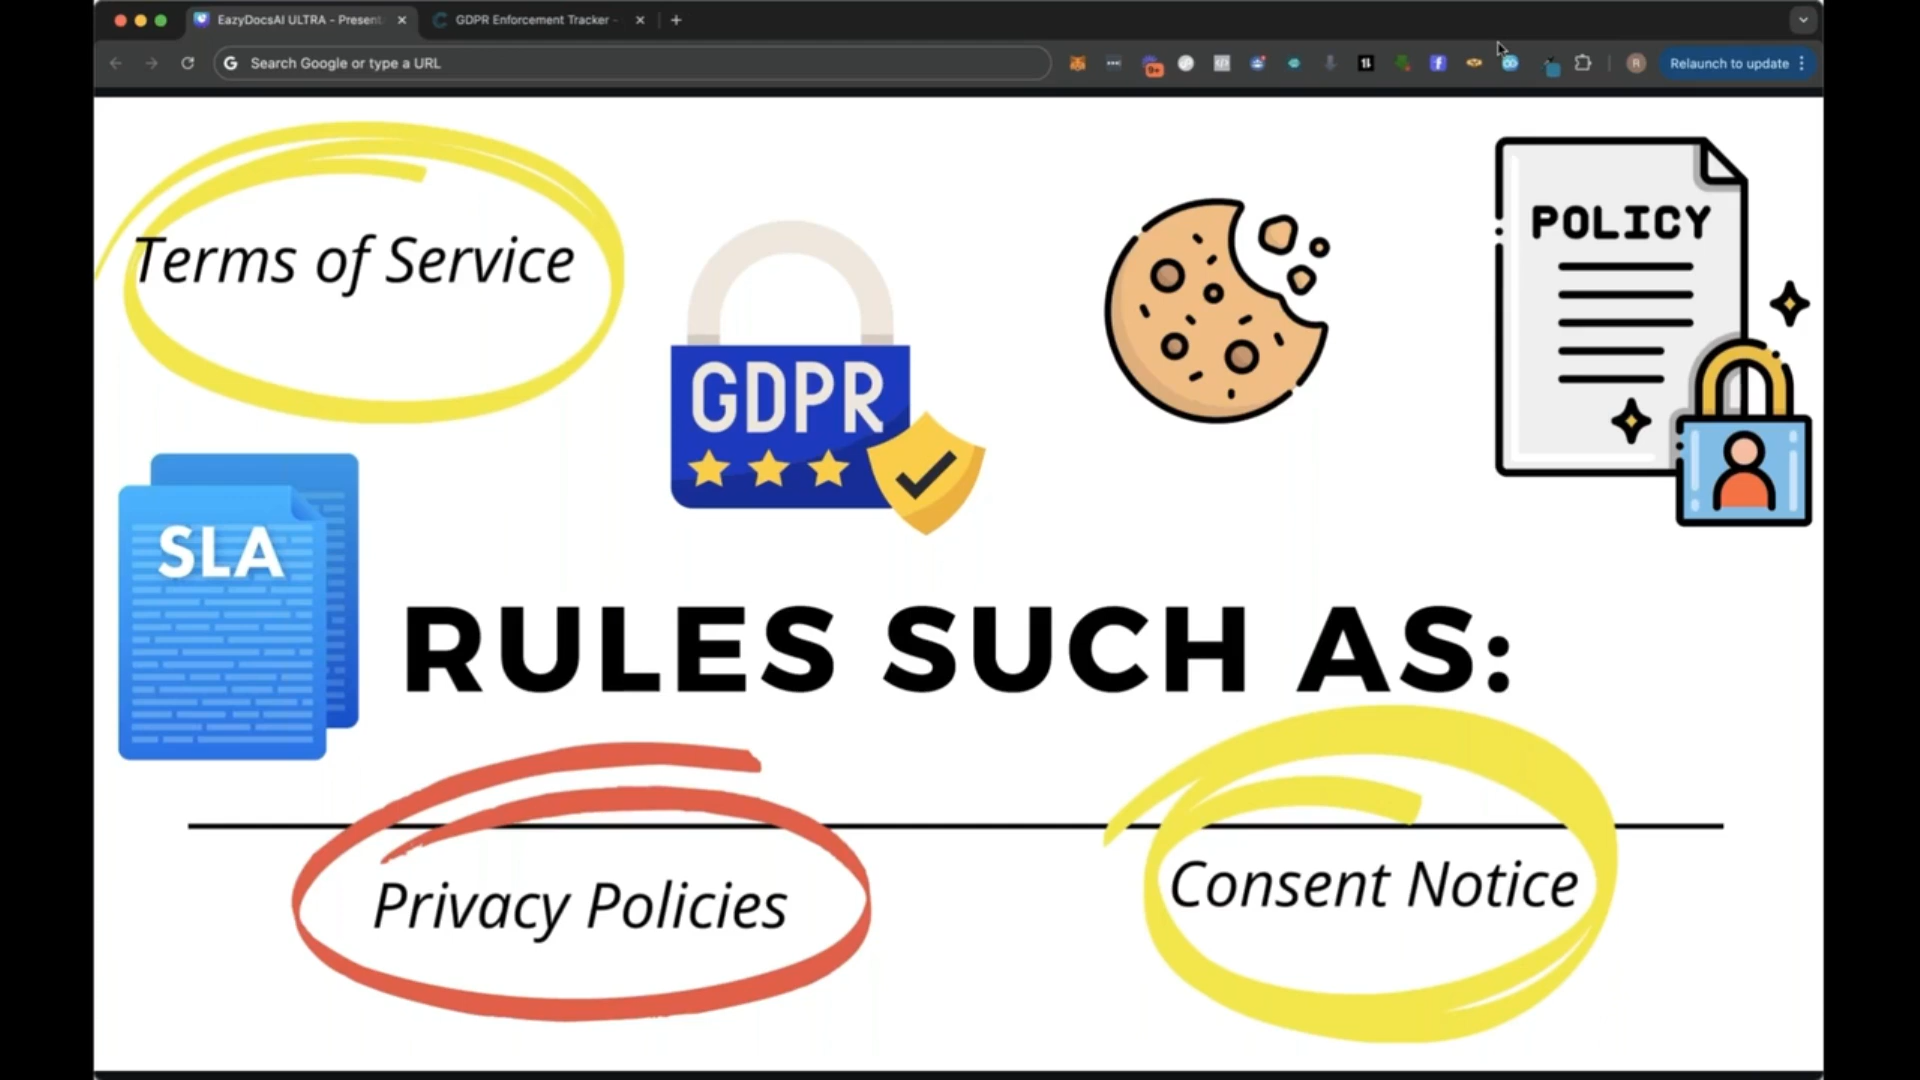 EazyDocsAI ULTRA - Present
GDPR Enforcement Tracker -
Search Google or type a URL
9+
R
Relaunch to update
Terms of Service
POLICY
GDPR
SLA
RULES SUCH AS:
Privacy Policies
Consent Notice